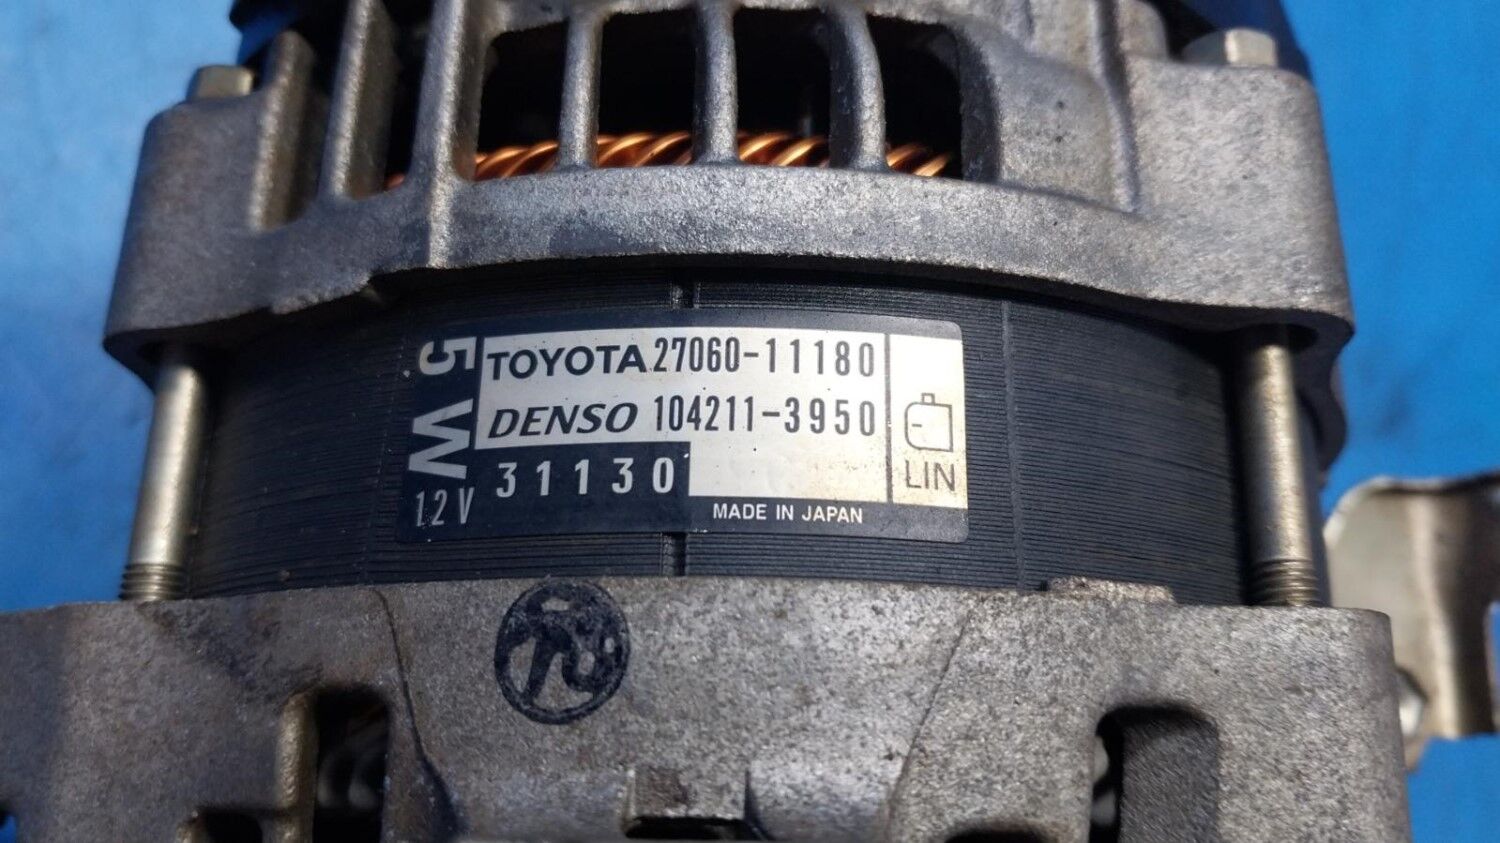 5W
TOYOTA 27060-11180
DENSO 104211-3950
12V
31130
LIN
MADE IN JAPAN